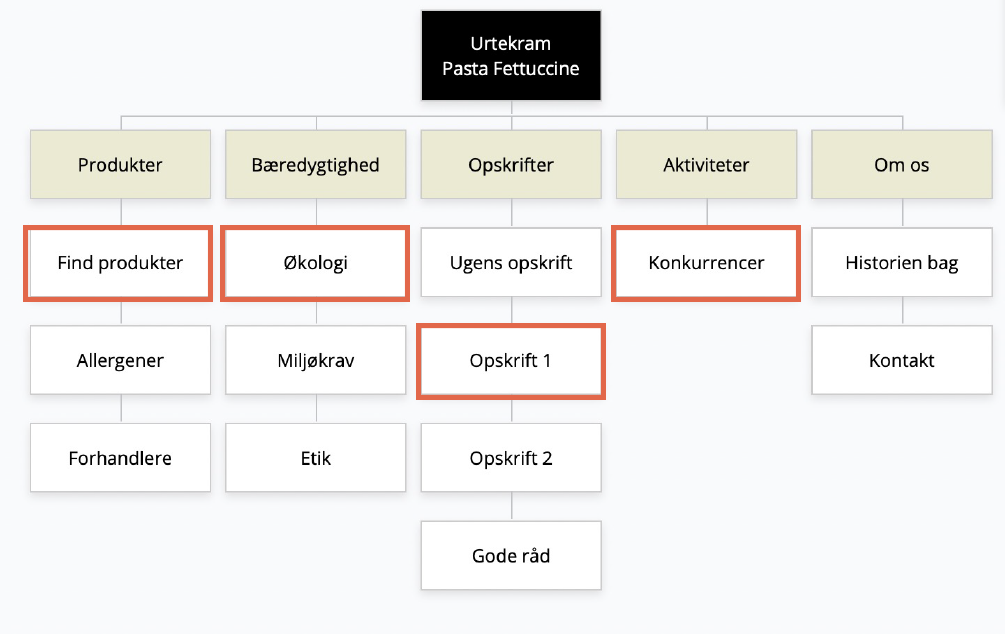 Urtekram
Pasta Fettuccine
Produkter
Bæredygtighed
Opskrifter
Aktiviteter
Om os
Find produkter
Økologi
Ugens opskrift
Konkurrencer
Historien bag
Allergener
Miljøkrav
Opskrift 1
Kontakt
Forhandlere
Etik
Opskrift 2
Gode råd